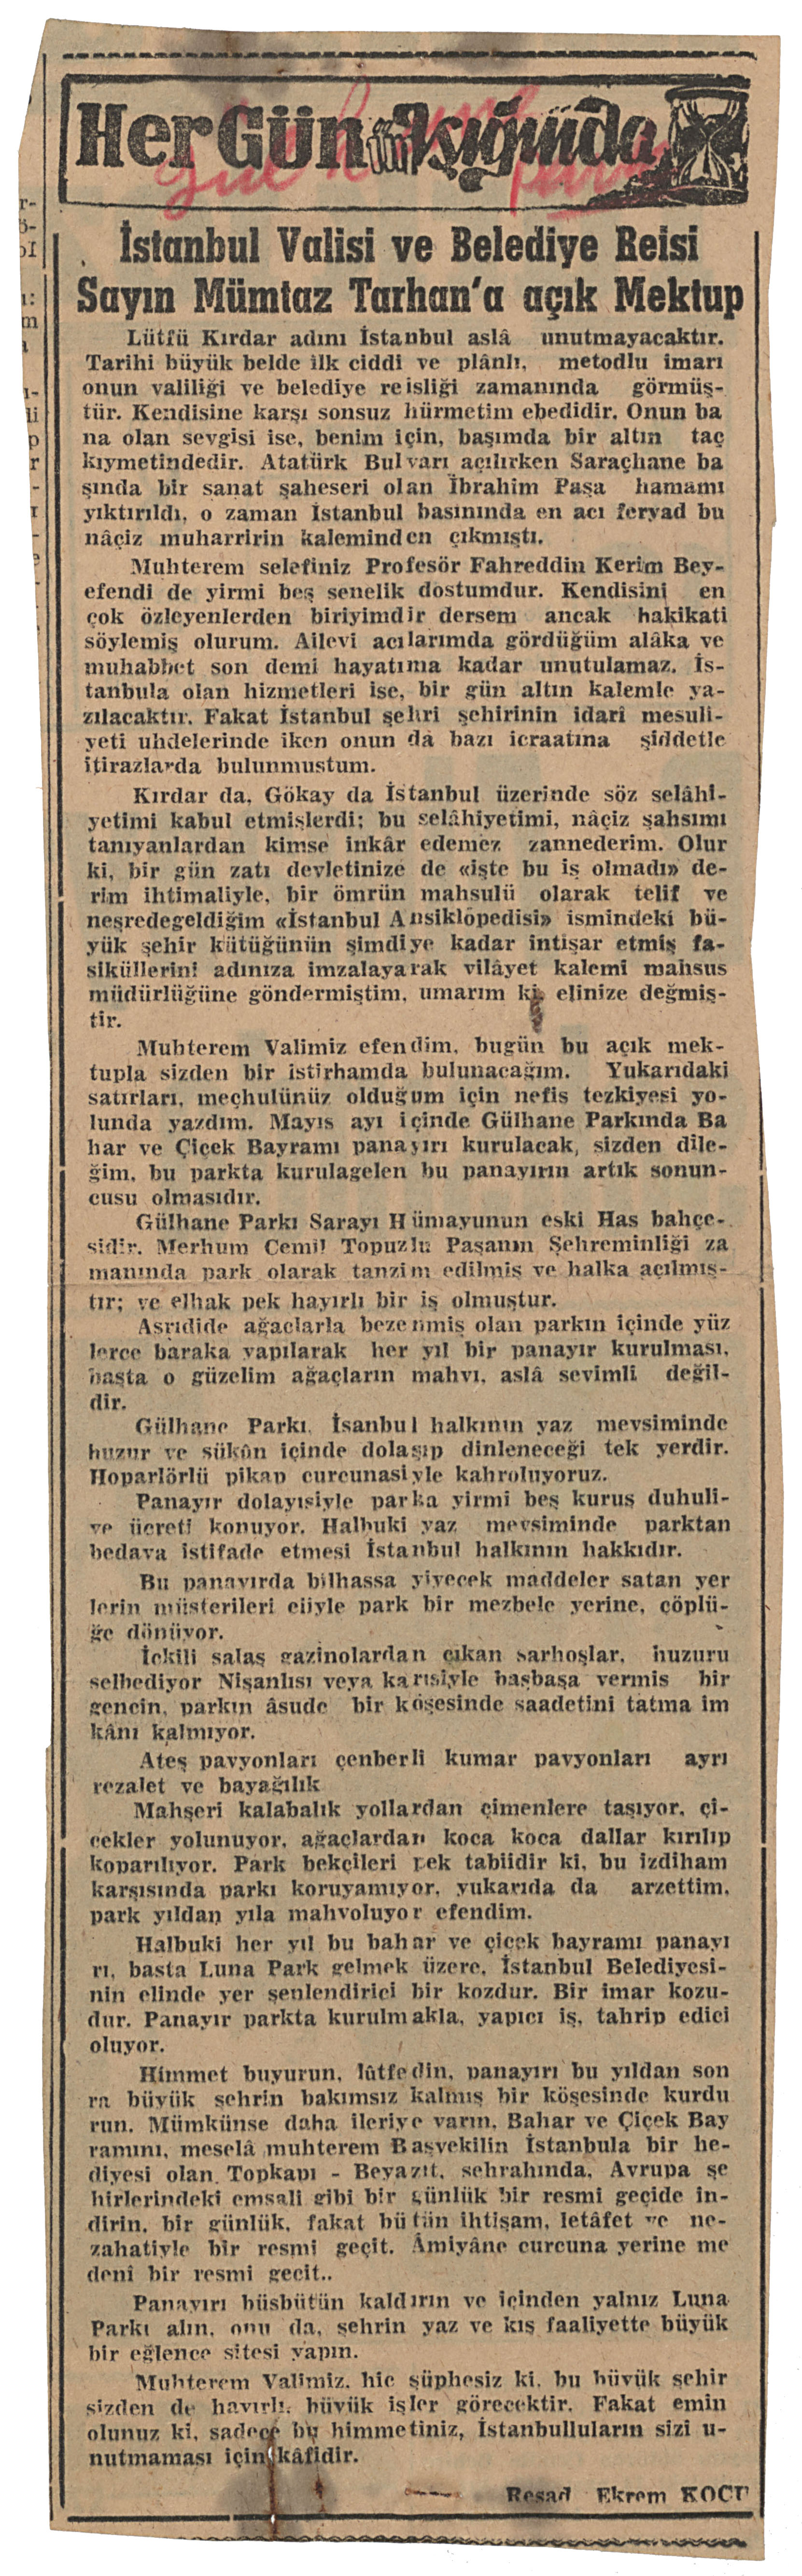 Her Gün Işığında
Gülhane
parkı
İstanbul Valisi ve Belediye Reisi
Sayın Mümtaz Tarhan'a açık Mektup
Lütfü Kırdar adını İstanbul aslâ unutmayacaktır.
Tarihi büyük belde ilk ciddi ve plânlı, metodlu imarı
onun valiliği ve belediye reisliği zamanında görmüş-
tür. Kendisine karşı sonsuz hürmetim ebedidir. Onun ba
na olan sevgisi ise, benim için, başımda bir altın taç
kıymetindedir. Atatürk Bulvarı açılırken Saraçhane ba
şında bir sanat şaheseri olan İbrahim Paşa hamamı
yıktırıldı, o zaman İstanbul basınında en acı feryad bu
nâçiz muharririn kaleminden çıkmıştı.
Muhterem selefiniz Profesör Fahreddin Kerim Bey-
efendi de yirmi beş senelik dostumdur. Kendisini en
çok özleyenlerden biriyimdir dersem ancak hakikati
söylemiş olurum. Ailevi acılarımda gördüğüm alâka ve
muhabbet son demi hayatıma kadar unutulamaz. İs-
tanbula olan hizmetleri ise, bir gün altın kalemle ya-
zılacaktır. Fakat İstanbul şehri şehirinin idari mesuli-
yeti uhdelerinde iken onun da bazı icraatına şiddetle
itirazlarda bulunmustum.
Kırdar da, Gökay da İstanbul üzerinde söz selâhi-
yetimi kabul etmişlerdi; bu selâhiyetimi, nâçiz şahsımı
tanıyanlardan kimse inkâr edemez zannederim. Olur
ki, bir gün zatı devletinize de «işte bu iş olmadı» de-
rim ihtimaliyle, bir ömrün mahsulü olarak telif ve
neşredegeldiğim «İstanbul Ansiklopedisi» ismindeki bü-
yük şehir kütüğünün şimdiye kadar intişar etmiş fa-
siküllerini adınıza imzalayarak vilâyet kalemi mahsus
müdürlüğüne göndermiştim, umarım ki, elinize değmiş-
tir.
Muhterem Valimiz efendim, bugün bu açık mek-
tupla sizden bir istirhamda bulunacağım. Yukarıdaki
satırları, meçhulünüz olduğum için nefis tezkiyesi yo-
lunda yazdım. Mayıs ayı içinde Gülhane Parkında Ba
har ve Çiçek Bayramı panayırı kurulacak, sizden dile-
ğim, bu parkta kurulagelen bu panayırın artık sonun-
cusu olmasıdır.
Gülhane Parkı Sarayı Hümayunun eski Has bahçe-
sidir. Merhum Cemil Topuzlu Paşanın Şehreminliği za
manında park olarak tanzim edilmiş ve halka açılmış-
tır; ve elhak pek hayırlı bir iş olmuştur.
Asrıdide ağaclarla bezenmiş olan parkın içinde yüz
lerce baraka yapılarak her yıl bir panayır kurulması,
başta o güzelim ağaçların mahvı, aslâ sevimli değil-
dir.
Gülhane Parkı, İsanbul halkının yaz mevsiminde
huzur ve sükûn içinde dolaşıp dinleneceği tek yerdir.
Hoparlörlü pikap curcunasiyle kahroluyoruz.
Panayır dolayısiyle parka yirmi beş kuruş duhuli-
ye ücreti konuyor. Halbuki yaz mevsiminde parktan
bedava istifade etmesi İstanbul halkının hakkıdır.
Bu panayırda bilhassa yiyecek maddeler satan yer
lerin müsterileri eliyle park bir mezbele yerine, çöplü-
ğe dönüyor.
İckili salaş gazinolardan çıkan sarhoşlar, huzuru
selbediyor Nişanlısı veya karısiyle başbaşa vermis bir
gencin, parkın âsude bir köşesinde saadetini tatma im
kânı kalmıyor.
Ateş pavyonları çenberli kumar pavyonları ayrı
rezalet ve bayağılık
Mahşeri kalabalık yollardan çimenlere taşıyor, çi-
çekler yolunuyor, ağaclardan koca koca dallar kırılıp
koparılıyor. Park bekçileri pek tabiidir ki, bu izdiham
karşısında parkı koruyamıyor, yukarıda da arzettim,
park yıldan yıla mahvoluyor efendim.
Halbuki her yıl bu bahar ve çiçek bayramı panayı
rı, basta Luna Park gelmek üzere, İstanbul Belediyesi-
nin elinde yer şenlendirici bir kozdur. Bir imar kozu-
dur. Panayır parkta kurulmakla, yapıcı iş, tahrip edici
oluyor.
Himmet buyurun, lûtfedin, panayırı bu yıldan son
ra büyük şehrin bakımsız kalmış bir köşesinde kurdu
run. Mümkünse daha ileriye varın, Bahar ve Çiçek Bay
ramını, meselâ muhterem Başvekilin İstanbula bir he-
diyesi olan Topkapı - Beyazıt, sehrahında, Avrupa şe
hirlerindeki emsali gibi bir günlük bir resmi geçide in-
dirin, bir günlük, fakat bütün ihtişam, letâfet ve ne-
zahatiyle bir resmi geçit. Âmiyâne curcuna yerine me
deni bir resmi gecit..
Panayırı büsbütün kaldırın ve içinden yalnız Luna
Parkı alın, onu da, şehrin yaz ve kış faaliyette büyük
bir eğlence sitesi yapın.
Muhterem Valimiz, hic şüphesiz ki, bu büyük şehir
sizden de hayırlı, büyük işler görecektir. Fakat emin
olunuz ki, sadece bu himmetiniz, İstanbulluların sizi u-
nutmaması için kâfidir.
Reşad Ekrem KOCU